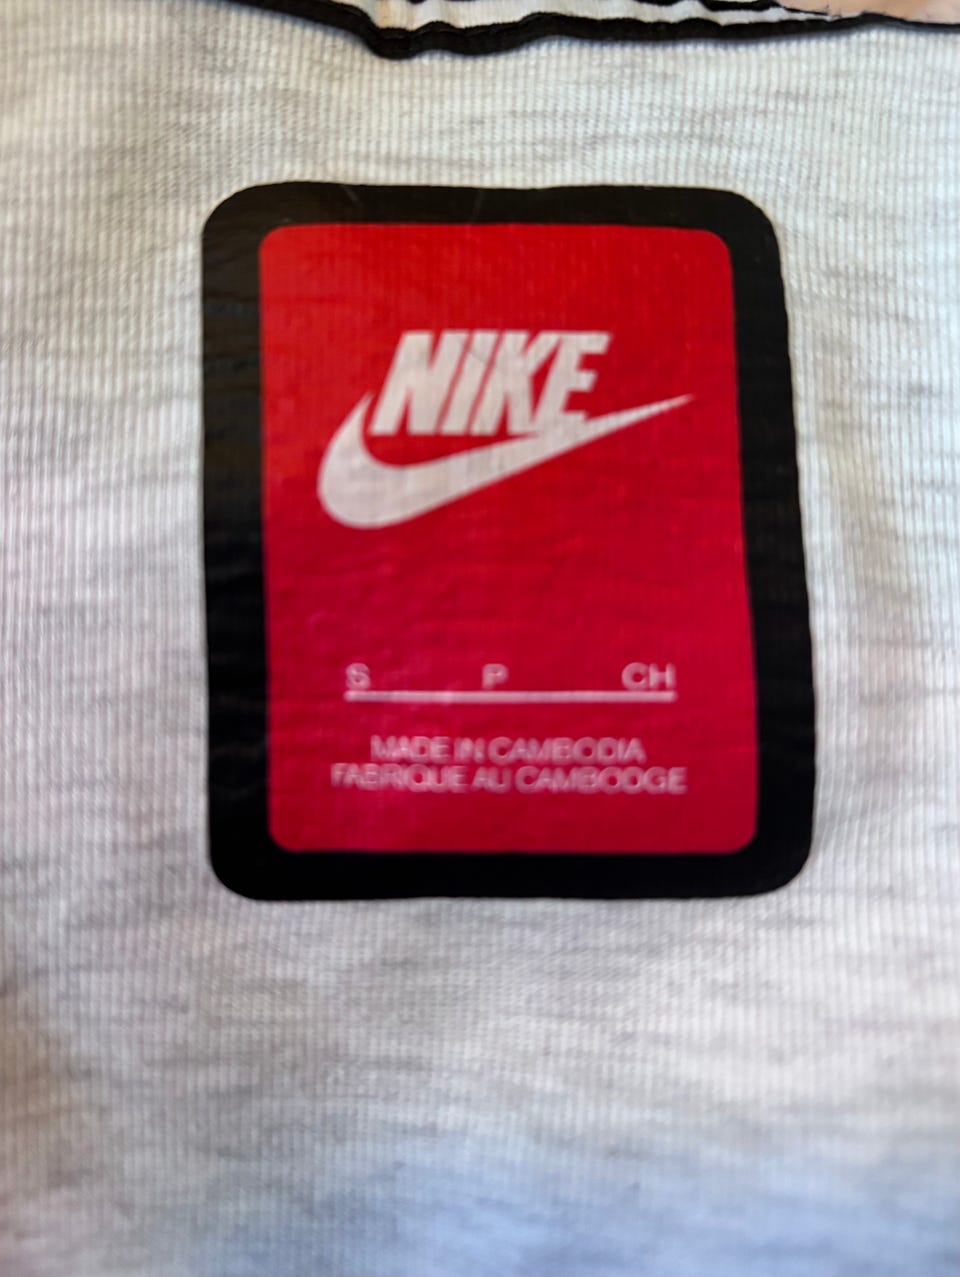 NIKE
S P CH
MADE IN CAMBODIA
FABRIQUE AU CAMBODGE